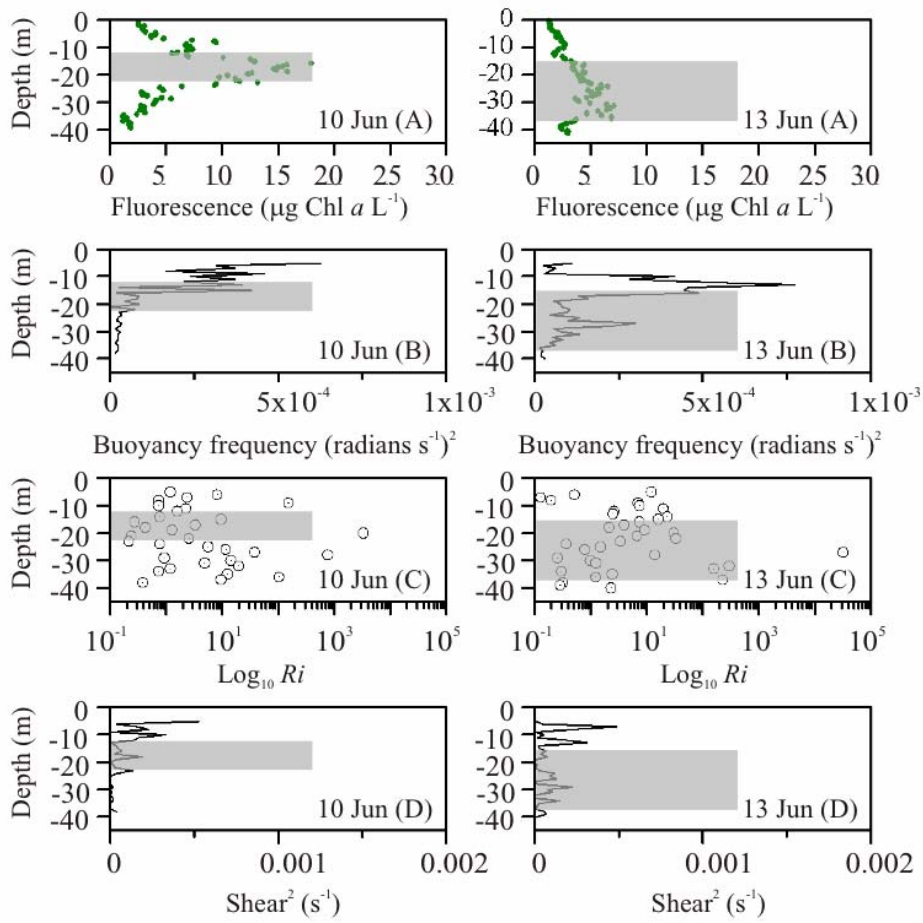 Depth (m)
0
-10
-20
-30
-40
10 Jun (A)
0 5 10 15 20 25 30
Fluorescence (μg Chl a L⁻¹)
0
-10
-20
-30
-40
13 Jun (A)
0 5 10 15 20 25 30
Fluorescence (μg Chl a L⁻¹)
Depth (m)
0
-10
-20
-30
-40
10 Jun (B)
0 5x10⁻⁴ 1x10⁻³
Buoyancy frequency (radians s⁻¹)²
0
-10
-20
-30
-40
13 Jun (B)
0 5x10⁻⁴ 1x10⁻³
Buoyancy frequency (radians s⁻¹)²
Depth (m)
0
-10
-20
-30
-40
10 Jun (C)
10⁻¹ 10¹ 10³ 10⁵
Log₁₀ Ri
0
-10
-20
-30
-40
13 Jun (C)
10⁻¹ 10¹ 10³ 10⁵
Log₁₀ Ri
Depth (m)
0
-10
-20
-30
-40
10 Jun (D)
0 0.001 0.002
Shear² (s⁻¹)
0
-10
-20
-30
-40
13 Jun (D)
0 0.001 0.002
Shear² (s⁻¹)